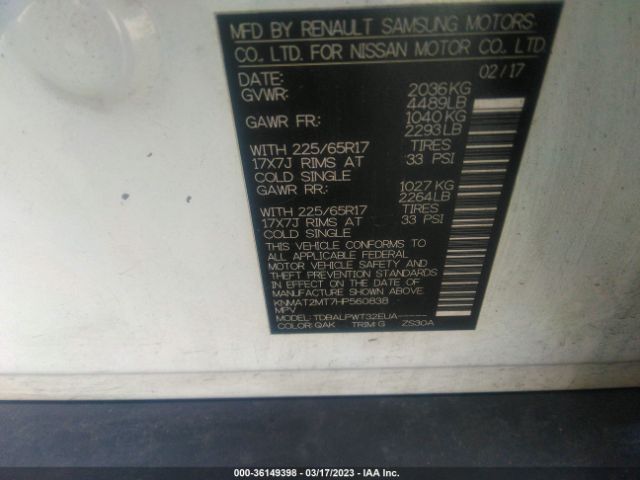 MFD BY RENAULT SAMSUNG MOTORS
CO., LTD. FOR NISSAN MOTOR CO., LTD.
DATE: 02/17
GVWR: 2036KG
4489LB
GAWR FR: 1040KG
2293LB
WITH 225/65R17 TIRES
17X7J RIMS AT 33 PSI
COLD SINGLE
GAWR RR: 1027KG
2264LB
WITH 225/65R17 TIRES
17X7J RIMS AT 33 PSI
COLD SINGLE
THIS VEHICLE CONFORMS TO
ALL APPLICABLE FEDERAL
MOTOR VEHICLE SAFETY AND
THEFT PREVENTION STANDARDS
IN EFFECT ON THE DATE OF
MANUFACTURE SHOWN ABOVE
KNMAT2MT7HP560838
MPV
MODEL: TDBALPWT32EUA-----
COLOR: QAK TRIM: G ZS30A
000-36149398 - 03/17/2023 - IAA Inc.